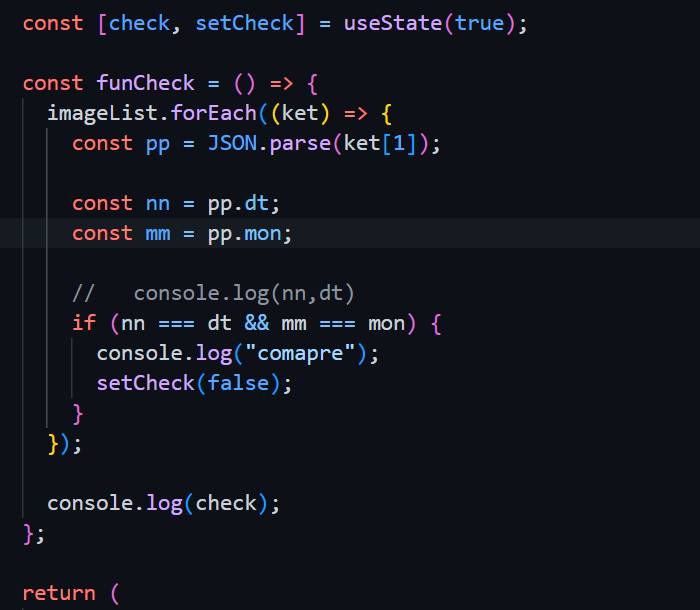 const [check, setCheck] = useState(true);
const funCheck = () => {
imageList.forEach((ket) => {
const pp = JSON.parse(ket[1]);
const nn = pp.dt;
const mm = pp.mon;
//   console.log(nn,dt)
if (nn === dt && mm === mon) {
console.log("comapre");
setCheck(false);
}
});
console.log(check);
};
return (